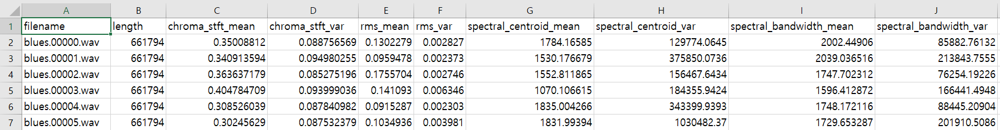 A B C D E F G H I J
1 filename length chroma_stft_mean chroma_stft_var rms_mean rms_var spectral_centroid_mean spectral_centroid_var spectral_bandwidth_mean spectral_bandwidth_var
2 blues.00000.wav 661794 0.35008812 0.088756569 0.1302279 0.002827 1784.16585 129774.0645 2002.44906 85882.76132
3 blues.00001.wav 661794 0.340913594 0.094980255 0.0959478 0.002373 1530.176679 375850.0736 2039.036516 213843.7555
4 blues.00002.wav 661794 0.363637179 0.085275196 0.1755704 0.002746 1552.811865 156467.6434 1747.702312 76254.19226
5 blues.00003.wav 661794 0.404784709 0.093999036 0.141093 0.006346 1070.106615 184355.9424 1596.412872 166441.4948
6 blues.00004.wav 661794 0.308526039 0.087840982 0.0915287 0.002303 1835.004266 343399.9393 1748.172116 88445.20904
7 blues.00005.wav 661794 0.30245629 0.087532379 0.1034936 0.003981 1831.99394 1030482.37 1729.653287 201910.5086